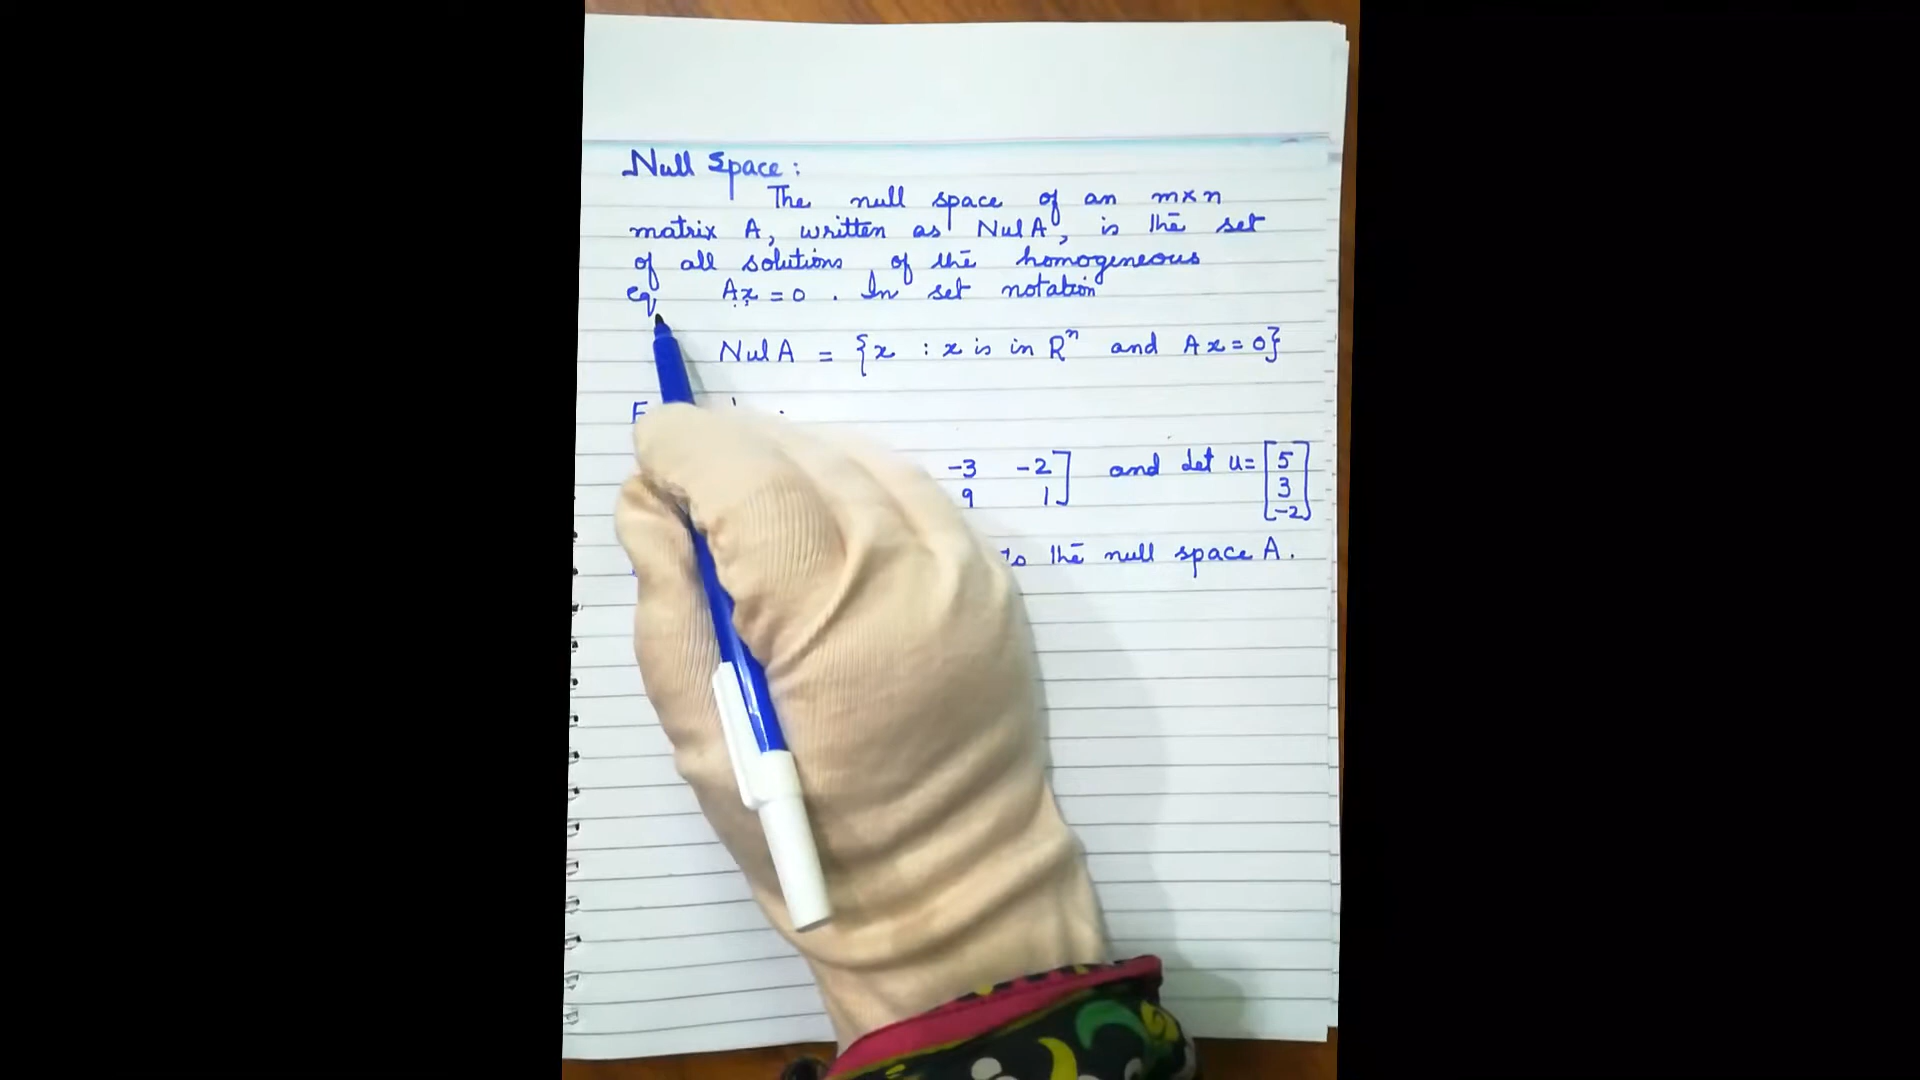 Null Space:
The null space of an m×n
matrix A, written as Nul A, is the set
of all solutions of the homogeneous
eq Ax = 0 . In set notation
Nul A = {x : x is in Rⁿ and Ax = 0}
-3 -2] and let u= [5
9 1] 3
-2]
to the null space A.